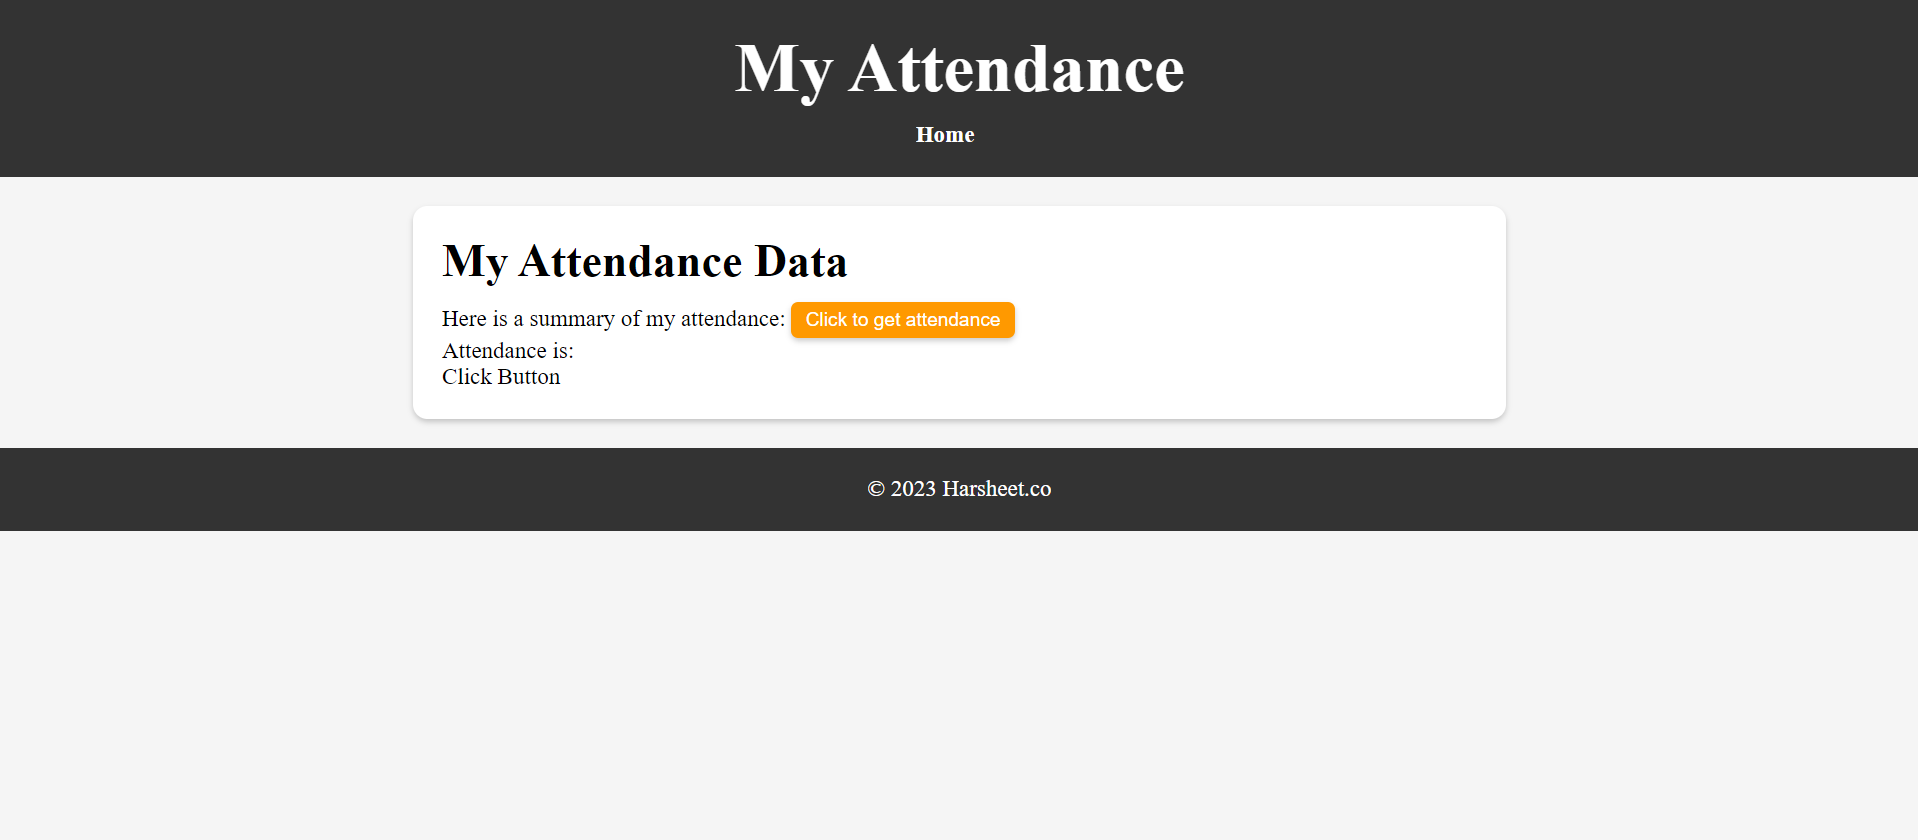 My Attendance
Home
My Attendance Data
Here is a summary of my attendance: Click to get attendance
Attendance is:
Click Button
© 2023 Harsheet.co